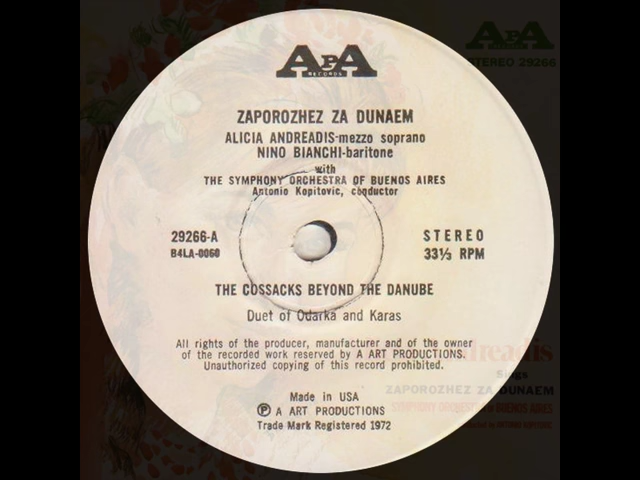 APA
RECORDS
ZAPOROZHEZ ZA DUNAEM
ALICIA ANDREADIS-mezzo soprano
NINO BIANCHI-baritone
with
THE SYMPHONY ORCHESTRA OF BUENOS AIRES
Antonio Kopitovic, conductor
29266-A
B4LA-0060
STEREO
33⅓ RPM
THE COSSACKS BEYOND THE DANUBE
Duet of Odarka and Karas
All rights of the producer, manufacturer and of the owner
of the recorded work reserved by A ART PRODUCTIONS.
Unauthorized copying of this record prohibited.
Made in USA
Ⓟ A ART PRODUCTIONS
Trade Mark Registered 1972
APA
STEREO 29266
dreadis
Sings
ZAPOROZHEZ ZA DUNAEM
SYMPHONY ORCHESTRA OF BUENOS AIRES
ANTONIO KOPITOVIC